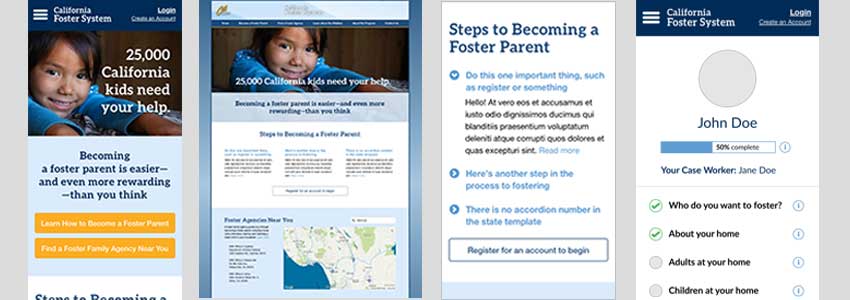 California
Foster System
Login
Create an Account
25,000
California
kids need
your help.
Becoming
a foster parent is easier—
and even more rewarding
—than you think
Learn How to Become a Foster Parent
Find a Foster Family Agency Near You
Steps to Becoming a
25,000 California kids need your help.
Becoming a foster parent is easier—and even more
rewarding—than you think
Steps to Becoming a Foster Parent
Register for an account to begin
Foster Agencies Near You
Steps to Becoming a
Foster Parent
Do this one important thing, such
as register or something
Hello! At vero eos et accusamus et
iusto odio dignissimos ducimus qui
blanditiis praesentium voluptatum
deleniti atque corrupti quos dolores et
quas excepturi sint. Read more
Here's another step in the
process to fostering
There is no accordion number in
the state template
Register for an account to begin
California
Foster System
Login
Create an Account
John Doe
50% complete
Your Case Worker: Jane Doe
Who do you want to foster?
About your home
Adults at your home
Children at your home